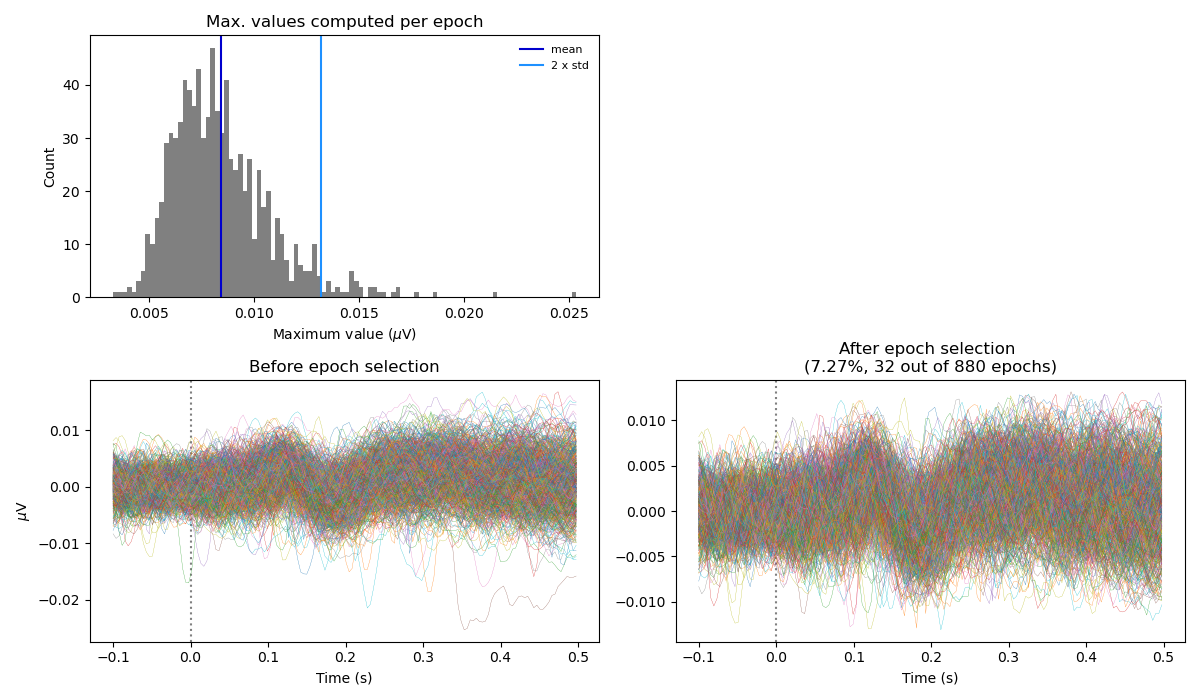 Max. values computed per epoch
mean
2 x std
Count
40
30
20
10
0
0.005 0.010 0.015 0.020 0.025
Maximum value (μV)
Before epoch selection
μV
0.01
0.00
−0.01
−0.02
−0.1 0.0 0.1 0.2 0.3 0.4 0.5
Time (s)
After epoch selection
(7.27%, 32 out of 880 epochs)
0.010
0.005
0.000
−0.005
−0.010
−0.1 0.0 0.1 0.2 0.3 0.4 0.5
Time (s)